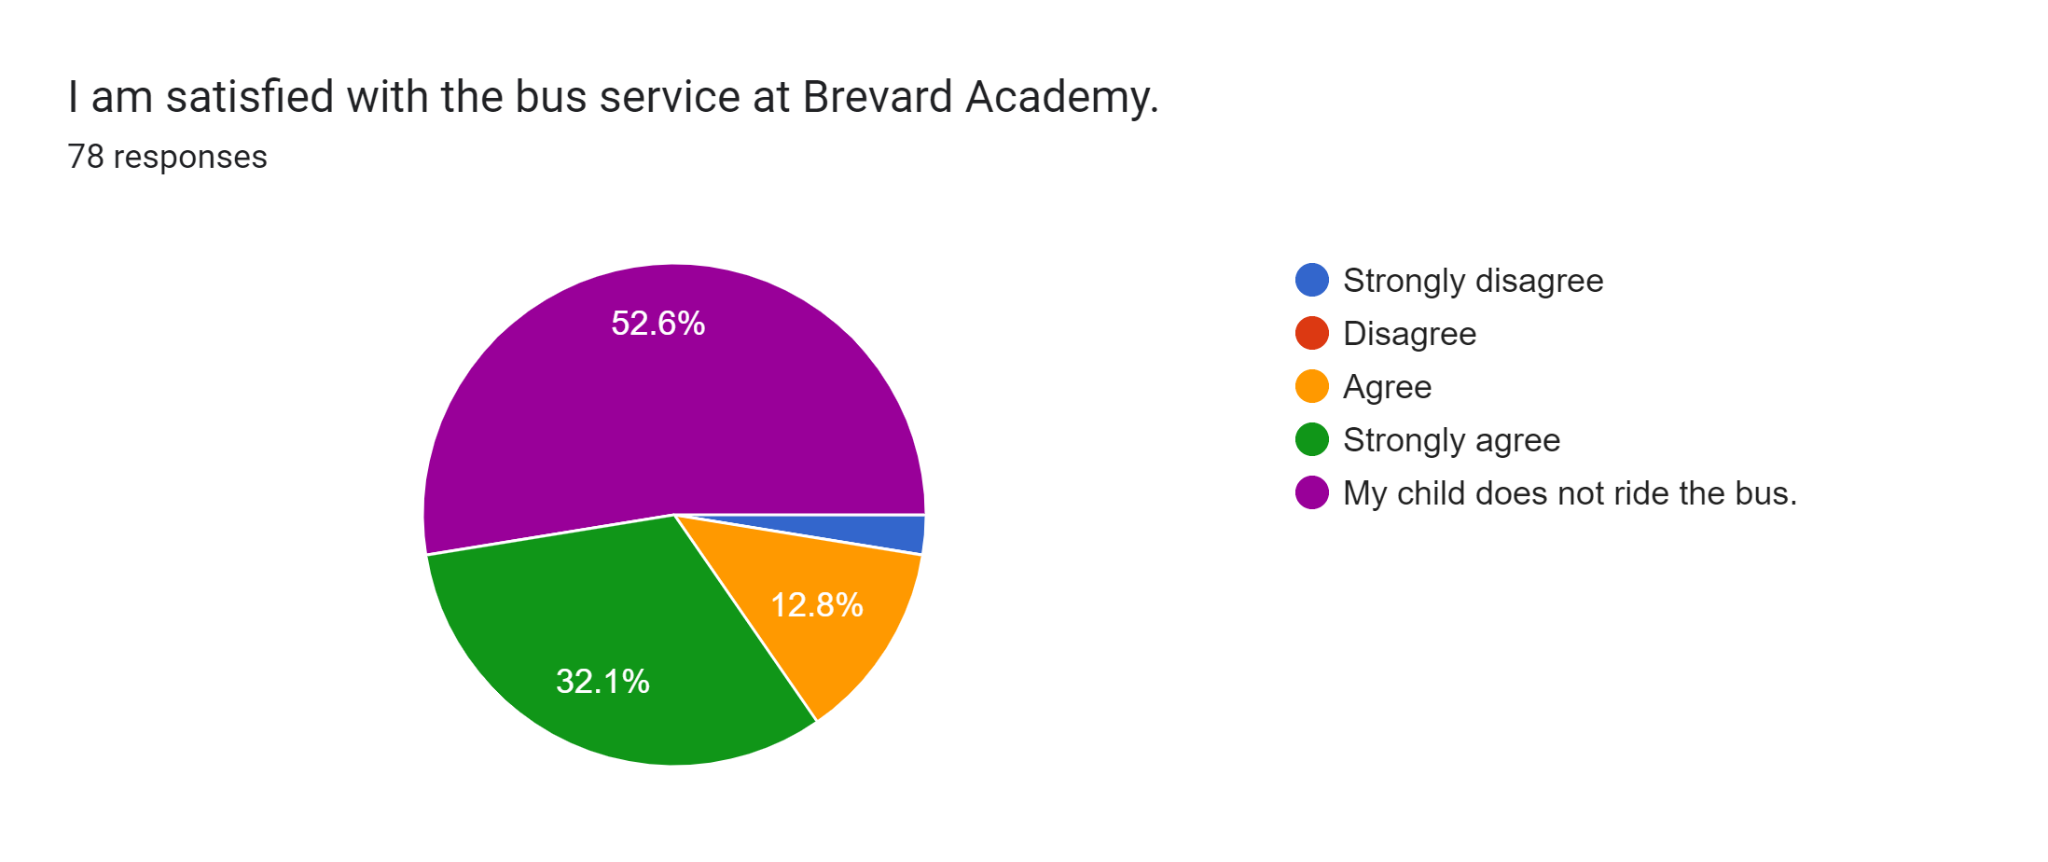 I am satisfied with the bus service at Brevard Academy.
78 responses
52.6%
12.8%
32.1%
Strongly disagree
Disagree
Agree
Strongly agree
My child does not ride the bus.